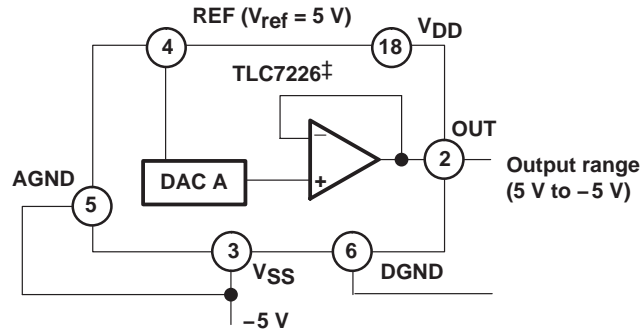 REF (Vref = 5 V)
4
18
VDD
TLC7226‡
−
OUT
2
AGND
DAC A
+
Output range
(5 V to −5 V)
5
3
6
VSS
DGND
−5 V